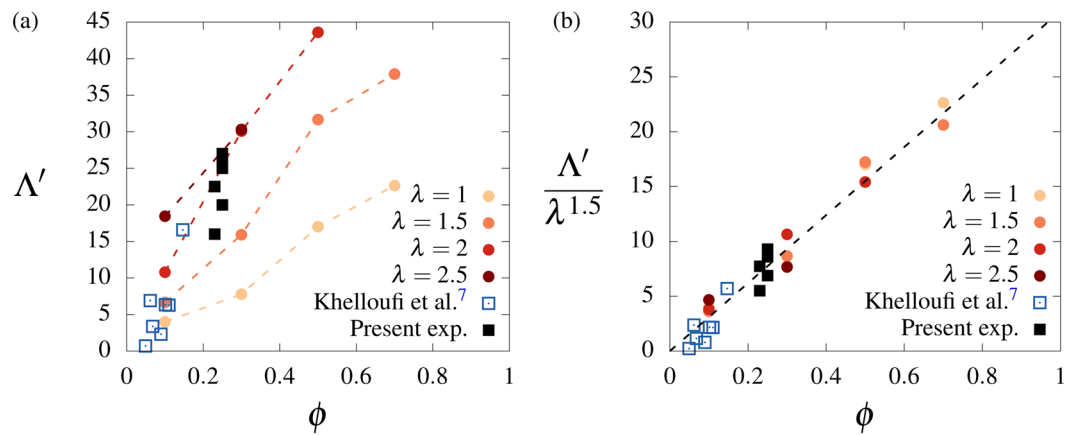 (a)
45
40
35
30
25
20
15
10
5
0
Λ′
λ = 1
λ = 1.5
λ = 2
λ = 2.5
Khelloufi et al.7
Present exp.
0 0.2 0.4 0.6 0.8 1
ϕ
(b)
30
25
20
15
10
5
0
Λ′
λ1.5
λ = 1
λ = 1.5
λ = 2
λ = 2.5
Khelloufi et al.7
Present exp.
0 0.2 0.4 0.6 0.8 1
ϕ